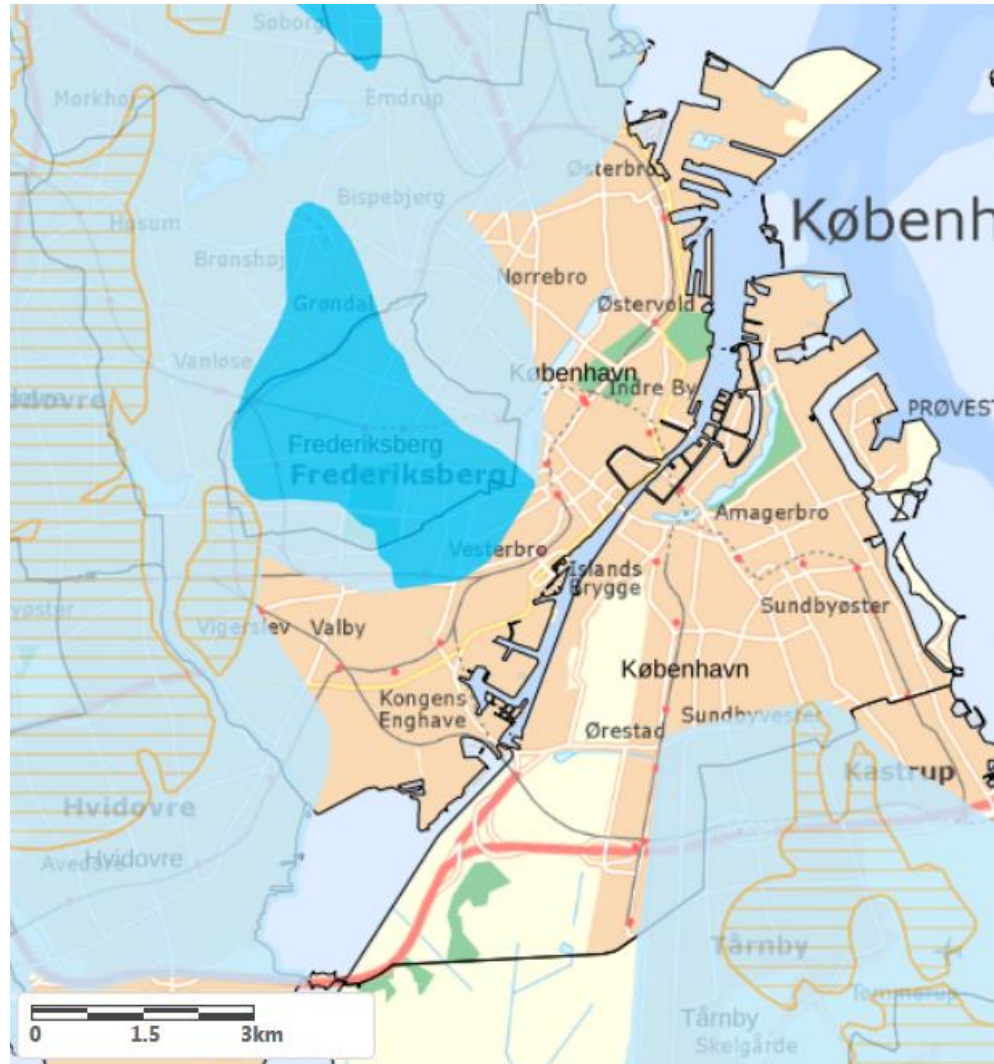 Søborg
Mørkhøj
Emdrup
Østerbro
Bispebjerg
Husum
Københ
Brønshøj
Nørrebro
Grøndal
Østervold
Vanløse
København
Indre By
PRØVEST
Frederiksberg
Frederiksberg
Amagerbro
Vesterbro
Islands
Brygge
Sundbyøster
Vigerslev
Valby
København
Kongens
Enghave
Sundbyvester
Ørestad
Kastrup
Hvidovre
Avedøre
Hvidovre
Tårnby
Tømmerup
Tårnby
Skelgårde
0 1.5 3km